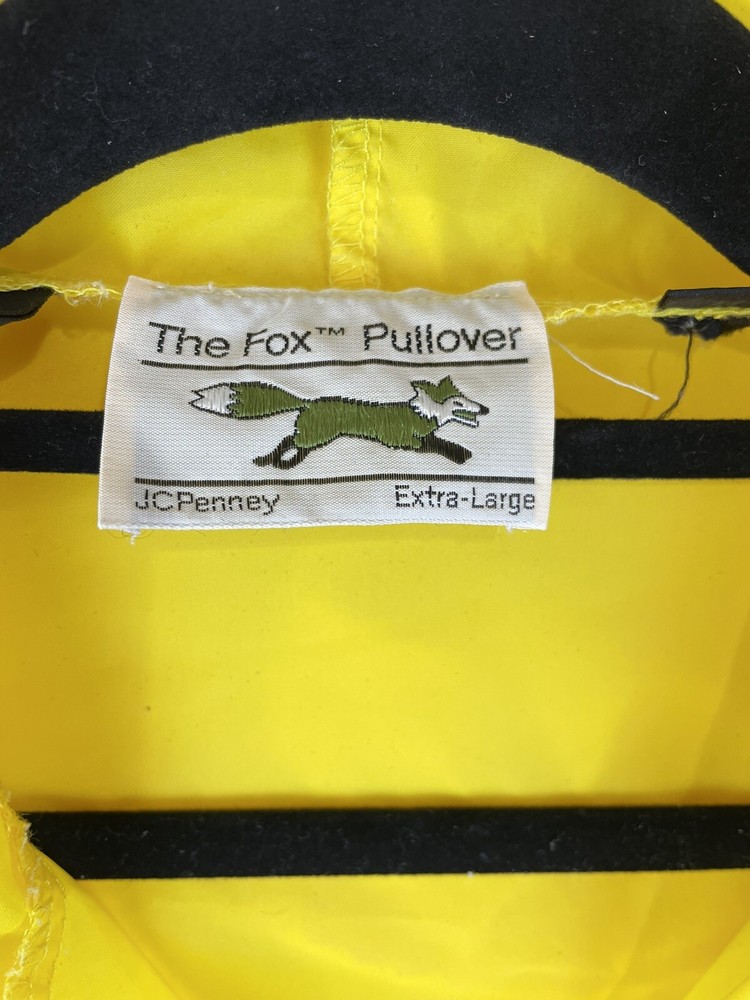 The Fox™ Pullover
JCPenney Extra-Large